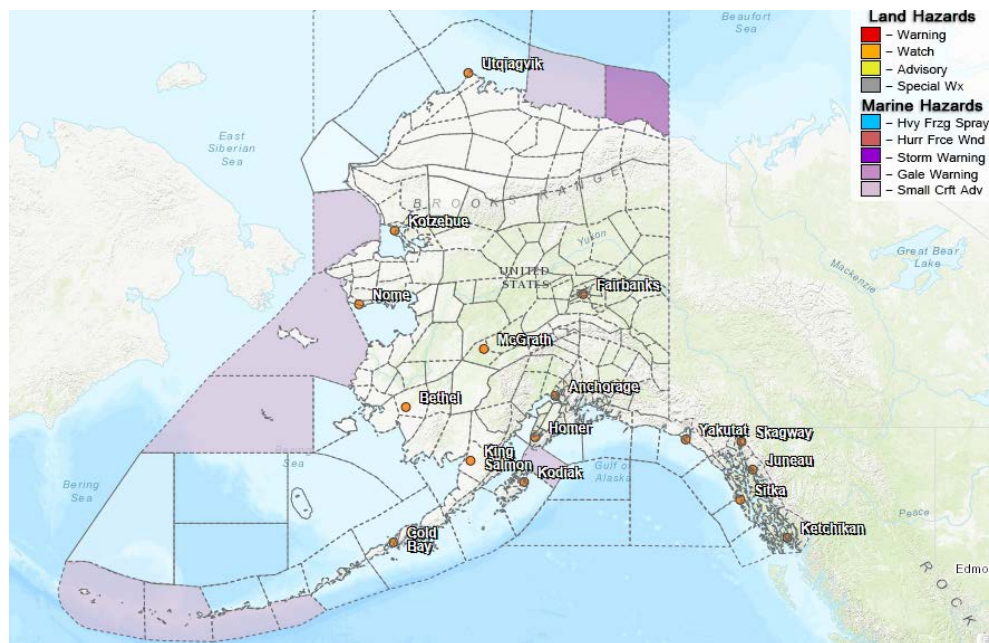 Beaufort
Sea
Land Hazards
– Warning
– Watch
– Advisory
– Special Wx
Marine Hazards
– Hvy Frzg Spray
– Hurr Frce Wnd
– Storm Warning
– Gale Warning
– Small Crft Adv
Utqiagvik
East
Siberian
Sea
BROOKS RANGE
Kotzebue
Yukon
Great Bear
Lake
Mackenzie
UNITED
STATES
Fairbanks
Nome
McGrath
Anchorage
Bethel
Homer
Yakutat
Skagway
King
Salmon
Kodiak
Gulf of
Alaska
Juneau
Sea
Bering
Sea
Sitka
Peace
Cold
Bay
Ketchikan
Edmo
ROCK